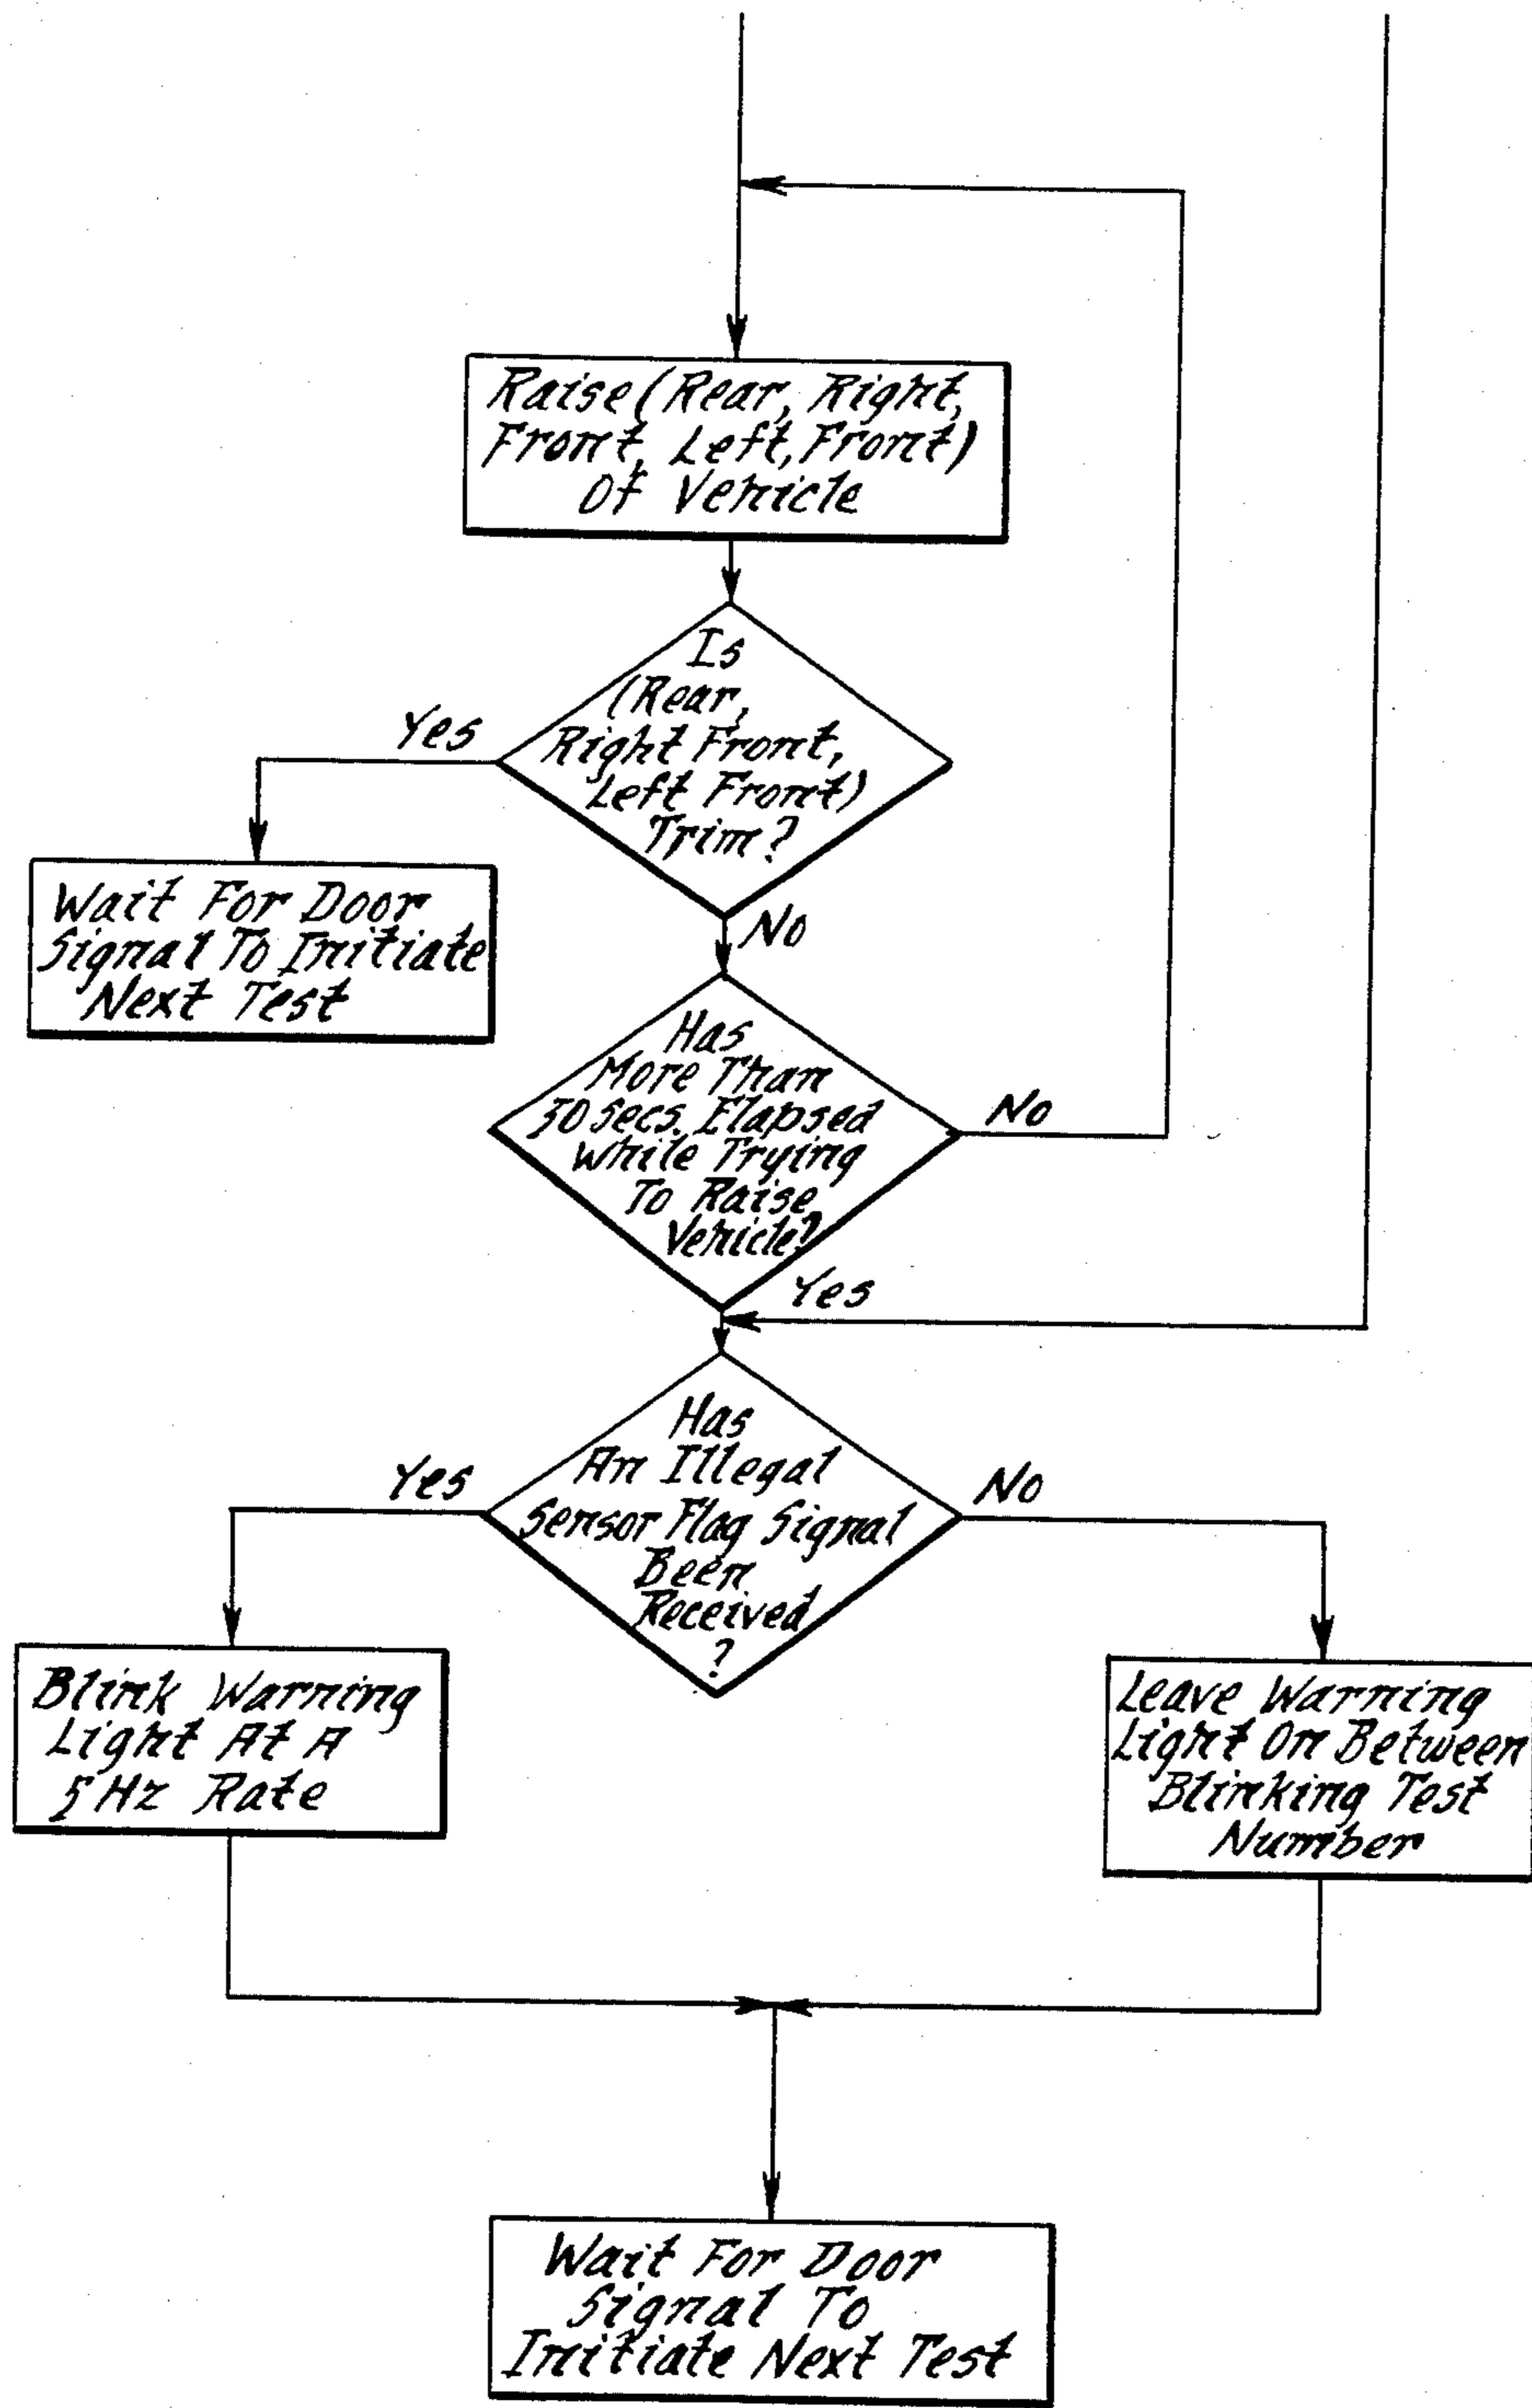 Raise (Rear, Right,
Front, Left, Front)
Of Vehicle
Is
(Rear,
Right Front,
Left Front)
Trim?
Yes
Wait For Door
Signal To Initiate
Next Test
No
Has
More Than
Secs. Elapsed
While Trying
To Raise
Vehicle?
No
Yes
Has
An Illegal
Sensor Flag Signal
Been
Received
?
Yes
No
Blink Warning
Light At A
5 Hz Rate
Leave Warning
Light On Between
Blinking Test
Number
Wait For Door
Signal To
Initiate Next Test